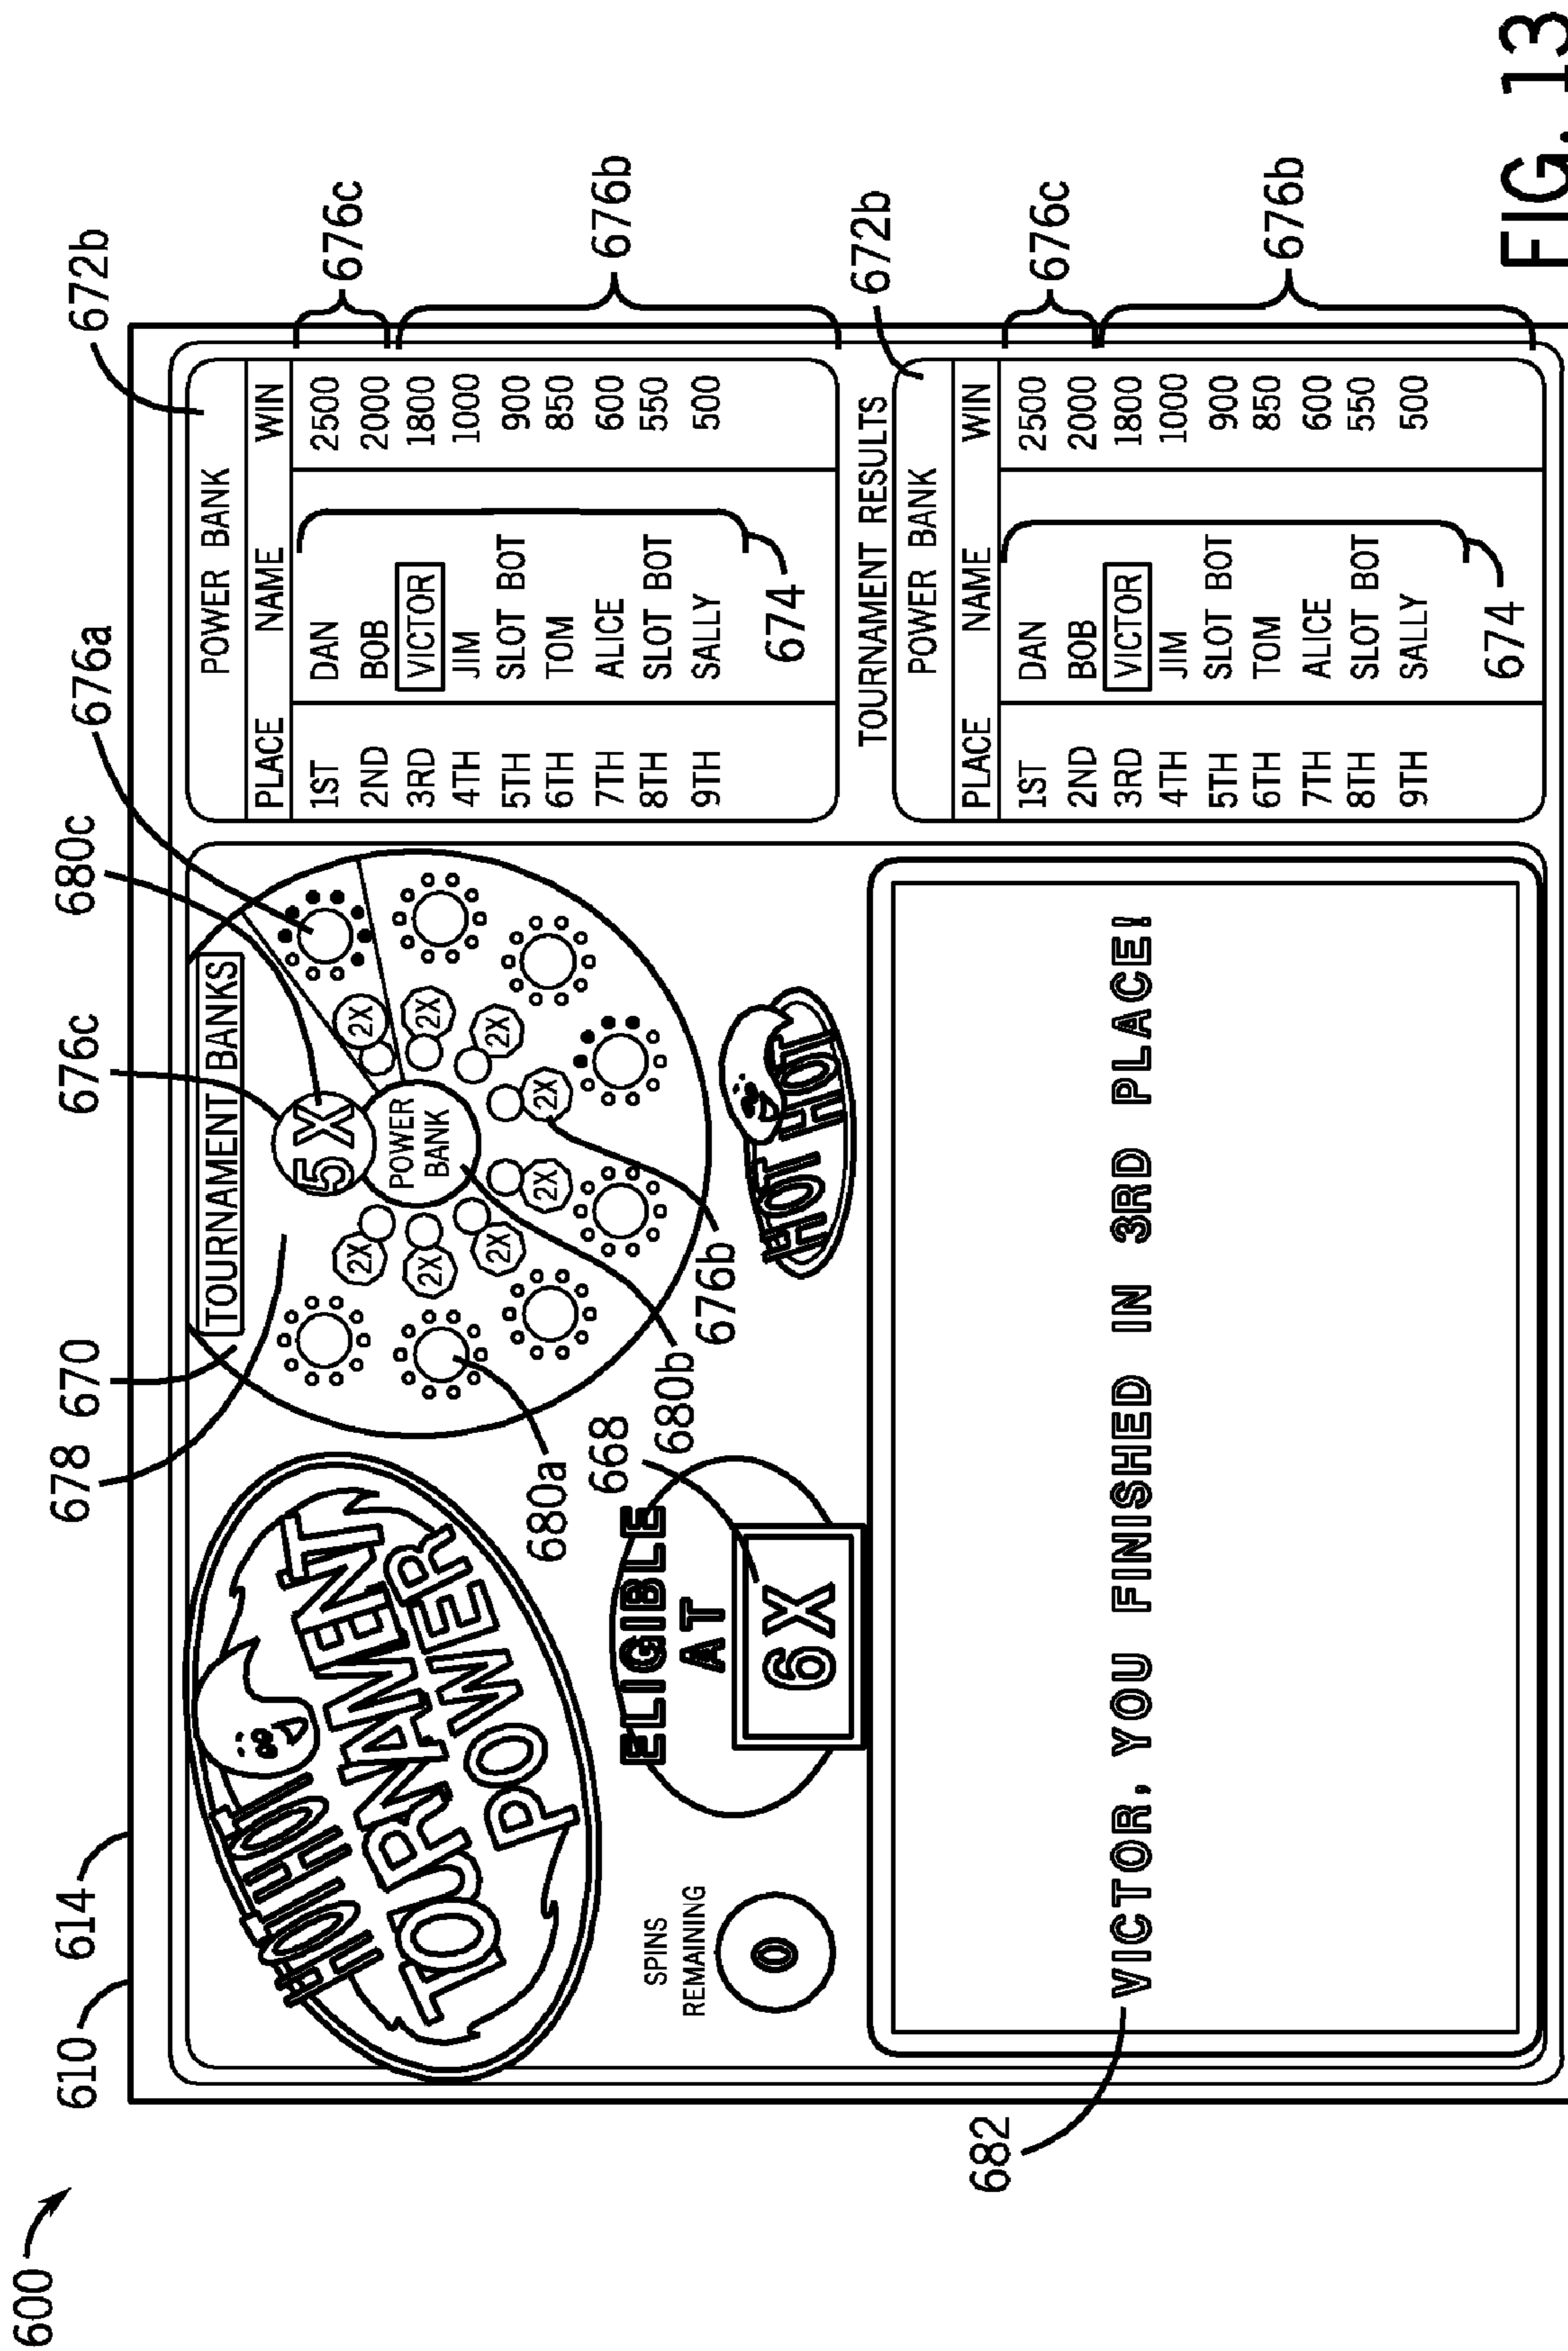 600
610
614
678
670
676c
680c
676a
672b
HOT HOT
TOURNAMENT
POWER
TOURNAMENT BANKS
5X
POWER
BANK
2X
2X
2X
2X
2X
2X
2X
2X
680a
680b
676b
668
SPINS
REMAINING
0
ELIGIBLE
AT
6X
HOT HOT
POWER BANK
PLACE NAME WIN
1ST DAN 2500
2ND BOB 2000
3RD VICTOR 1800
4TH JIM 1000
5TH SLOT BOT 900
6TH TOM 850
7TH ALICE 600
8TH SLOT BOT 550
9TH SALLY 500
674
676c
676b
TOURNAMENT RESULTS
672b
POWER BANK
PLACE NAME WIN
1ST DAN 2500
2ND BOB 2000
3RD VICTOR 1800
4TH JIM 1000
5TH SLOT BOT 900
6TH TOM 850
7TH ALICE 600
8TH SLOT BOT 550
9TH SALLY 500
674
676c
676b
682
VICTOR, YOU FINISHED IN 3RD PLACE!
FIG. 13